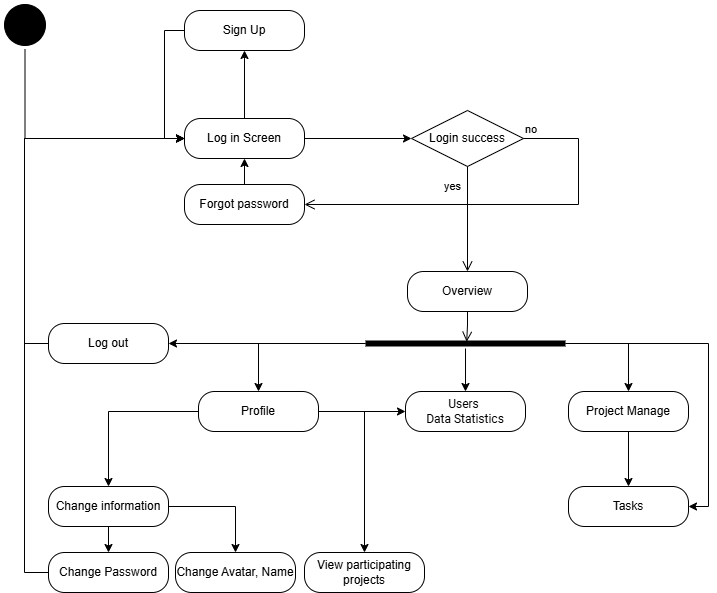 Sign Up
Log in Screen
Login success
no
yes
Forgot password
Overview
Log out
Profile
Users
Data Statistics
Project Manage
Change information
Tasks
Change Password
Change Avatar, Name
View participating
projects